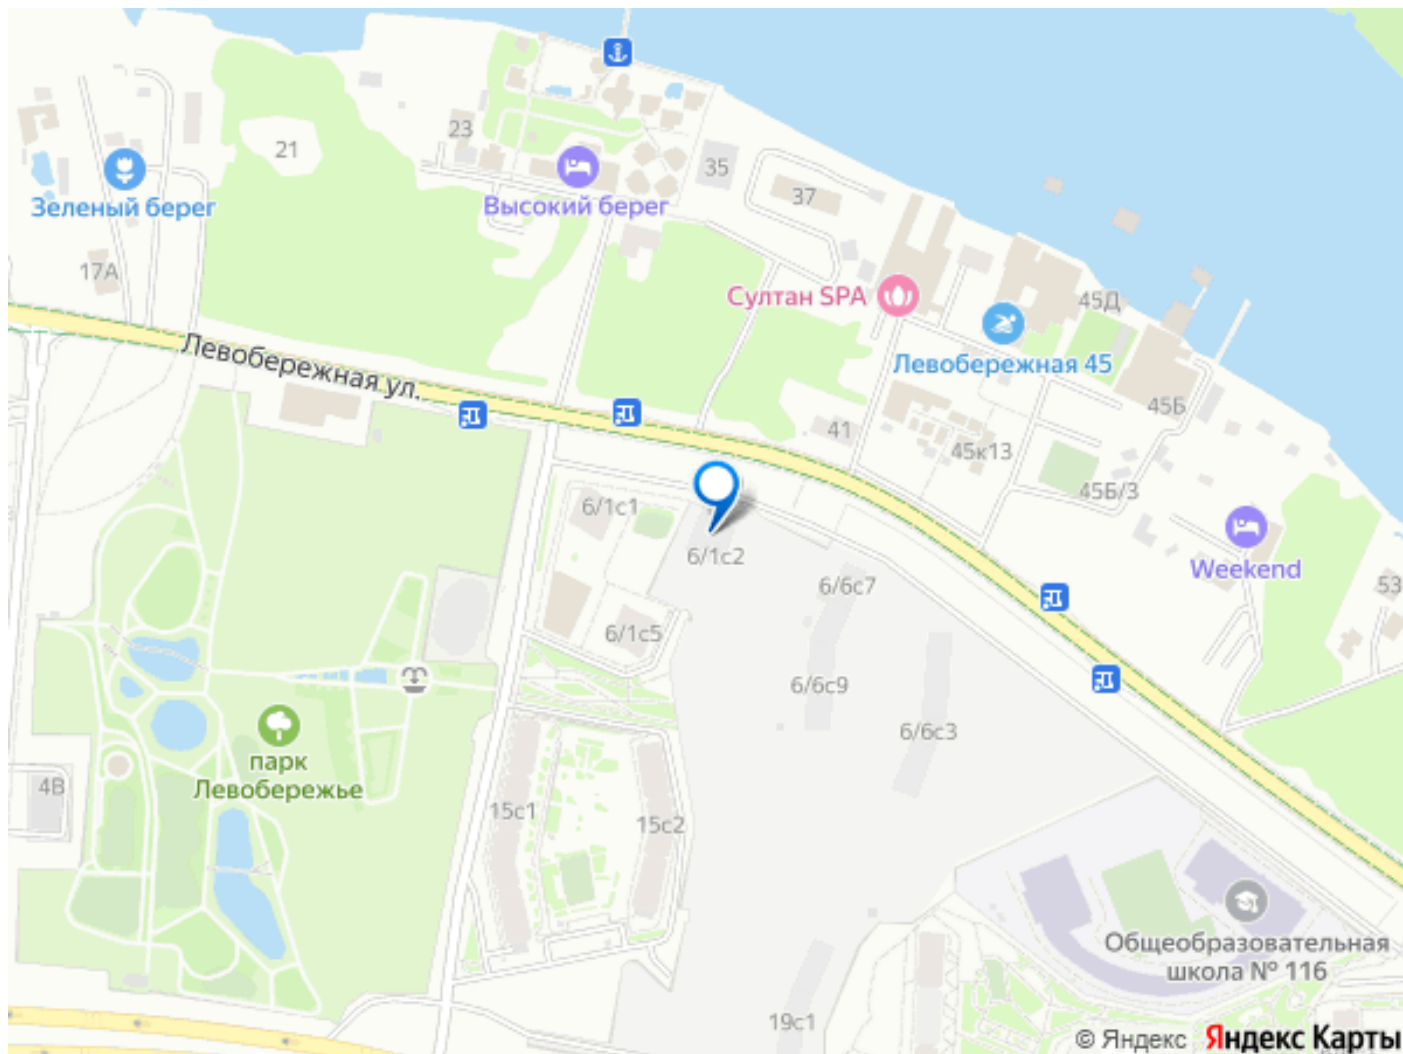 23
21
35
37
Зеленый берег
Высокий берег
17А
Султан SPA
45Д
Левобережная ул.
Левобережная 45
45Б
41
45к13
45Б/3
6/1с1
6/1с2
Weekend
6/6с7
53
6/1с5
6/6с9
6/6с3
парк
Левобережье
4В
15с1
15с2
Общеобразовательная
школа № 116
19с1
© Яндекс Яндекс Карты